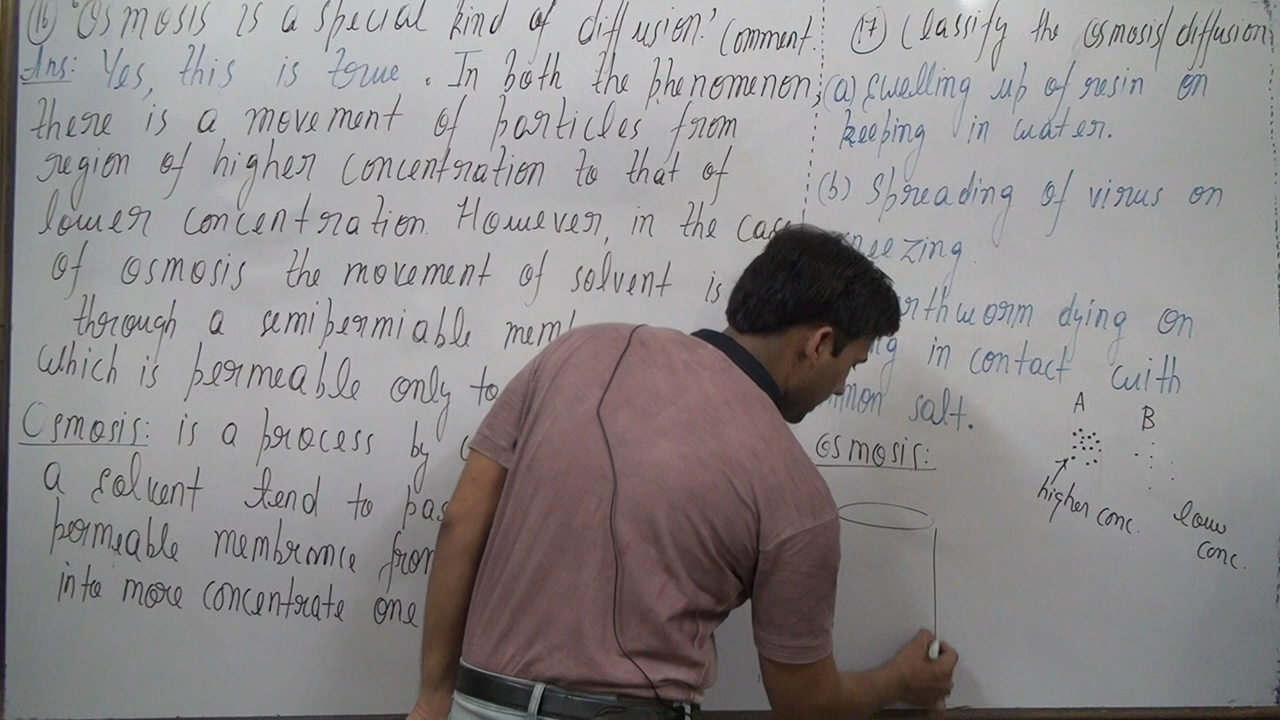 (16) 'Osmosis is a special kind of diffusion.' Comment.
Ans: Yes, this is true. In both the phenomenon,
there is a movement of particles from
region of higher concentration to that of
lower concentration. However, in the
of osmosis the movement of solvent is
through a semipermiable
which is permeable only to
Osmosis: is a process by
a solvent tend to
permeable membrance
into more concentrate one
(17) Classify the osmosis/diffusion
(a) Swelling up of resin on
keeping in water.
(b) Spreading of virus on
dying on
in contact with
salt.
Osmosis:
A
B
higher conc.
low
conc.